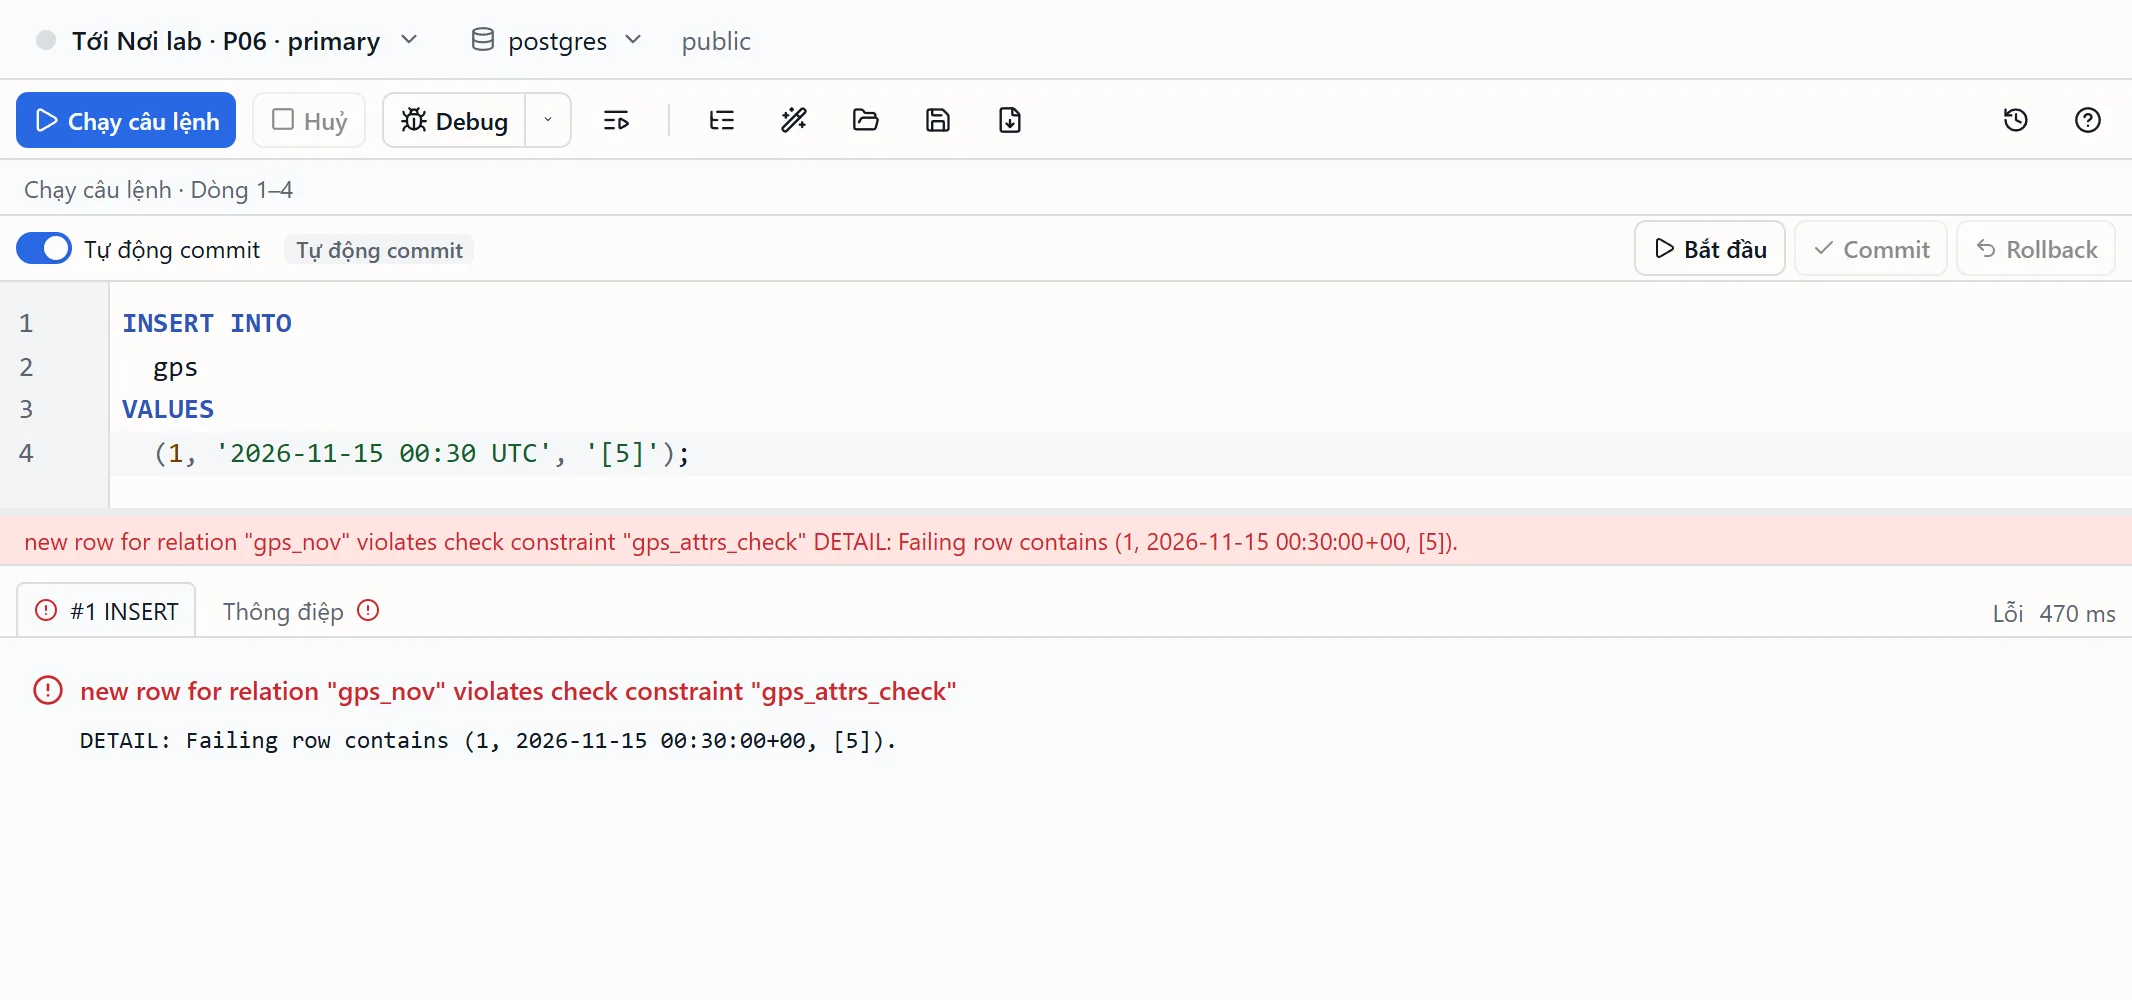 Tới Nơi lab · P06 · primary postgres public
Chạy câu lệnh Huỷ Debug
Chạy câu lệnh · Dòng 1–4
Tự động commit Tự động commit Bắt đầu Commit Rollback
1 INSERT INTO
2 gps
3 VALUES
4 (1, '2026-11-15 00:30 UTC', '[5]');
new row for relation "gps_nov" violates check constraint "gps_attrs_check" DETAIL: Failing row contains (1, 2026-11-15 00:30:00+00, [5]).
#1 INSERT Thông điệp Lỗi 470 ms
new row for relation "gps_nov" violates check constraint "gps_attrs_check"
DETAIL: Failing row contains (1, 2026-11-15 00:30:00+00, [5]).